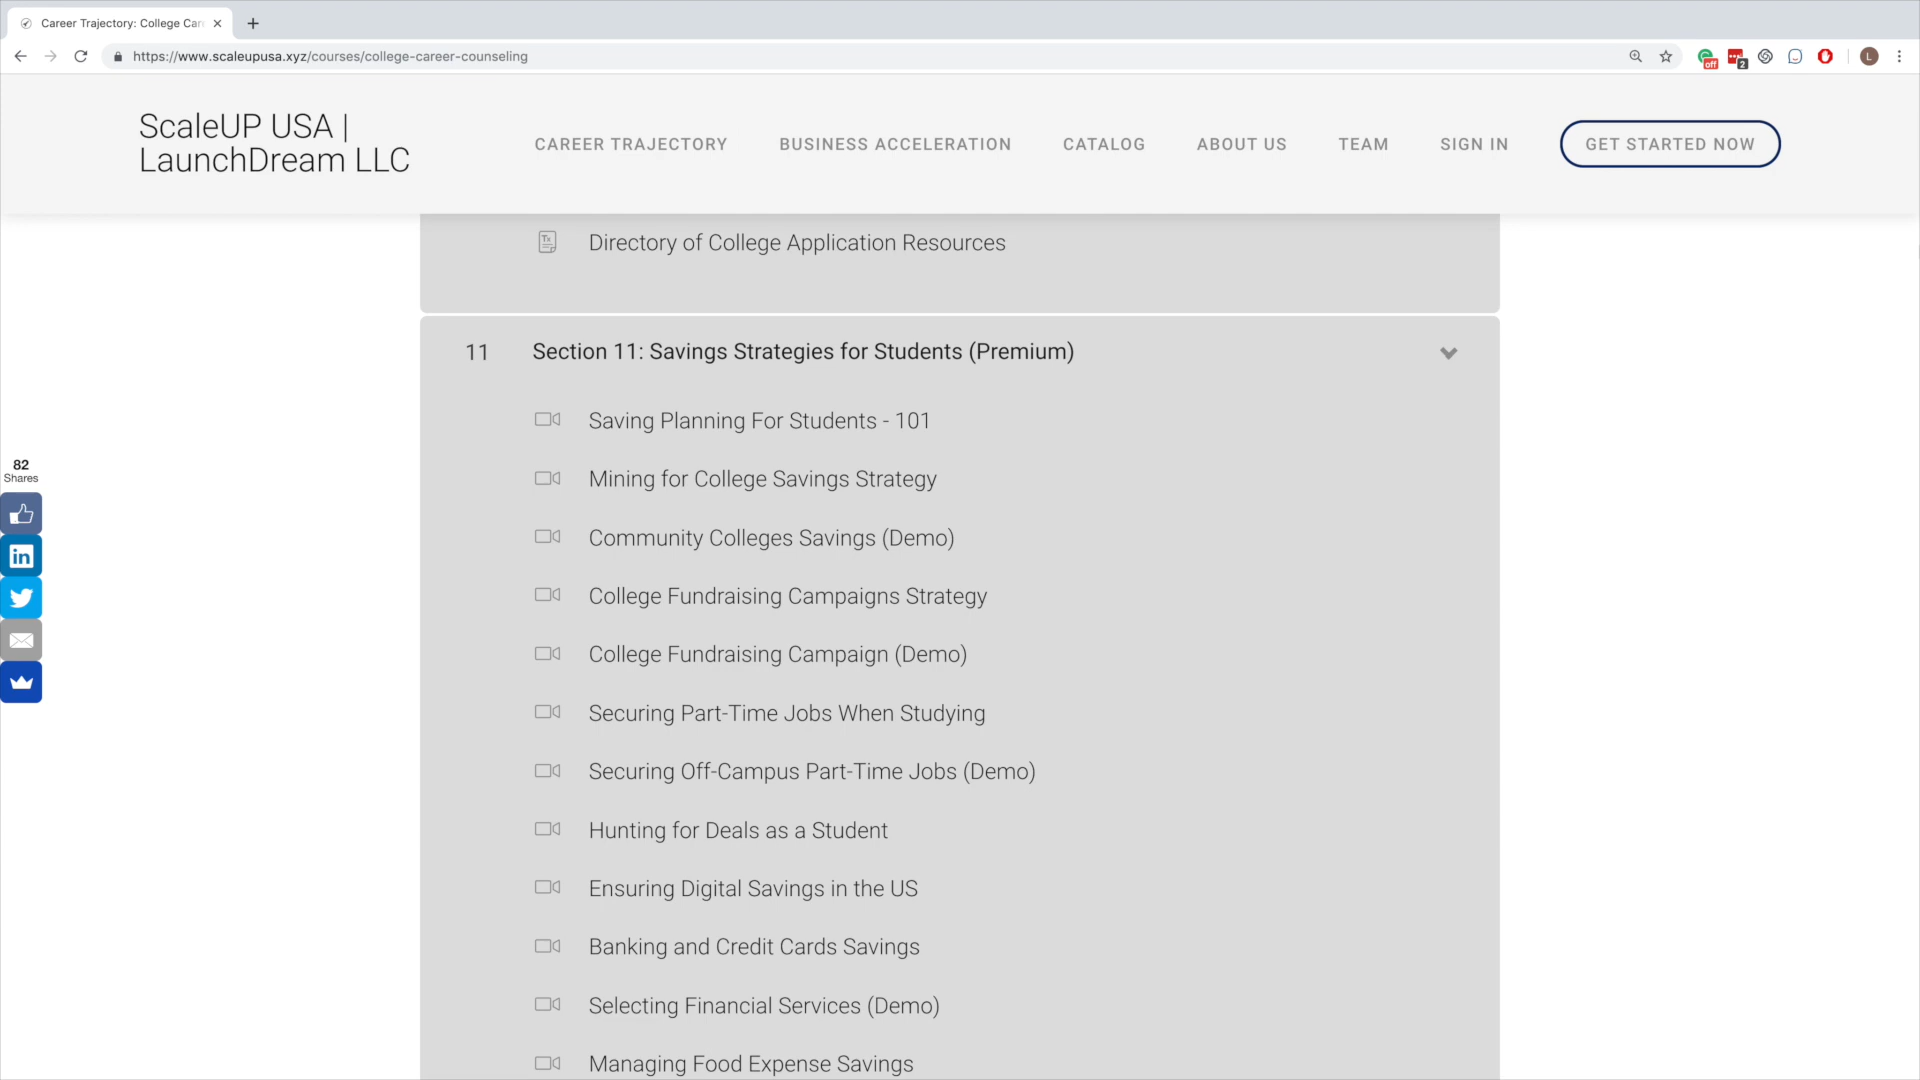 Career Trajectory: College Car
https://www.scaleupusa.xyz/courses/college-career-counseling
off
2
L
ScaleUP USA |
LaunchDream LLC
CAREER TRAJECTORY
BUSINESS ACCELERATION
CATALOG
ABOUT US
TEAM
SIGN IN
GET STARTED NOW
Tx
Directory of College Application Resources
11
Section 11: Savings Strategies for Students (Premium)
Saving Planning For Students - 101
Mining for College Savings Strategy
Community Colleges Savings (Demo)
College Fundraising Campaigns Strategy
College Fundraising Campaign (Demo)
Securing Part-Time Jobs When Studying
Securing Off-Campus Part-Time Jobs (Demo)
Hunting for Deals as a Student
Ensuring Digital Savings in the US
Banking and Credit Cards Savings
Selecting Financial Services (Demo)
Managing Food Expense Savings
82
Shares
in